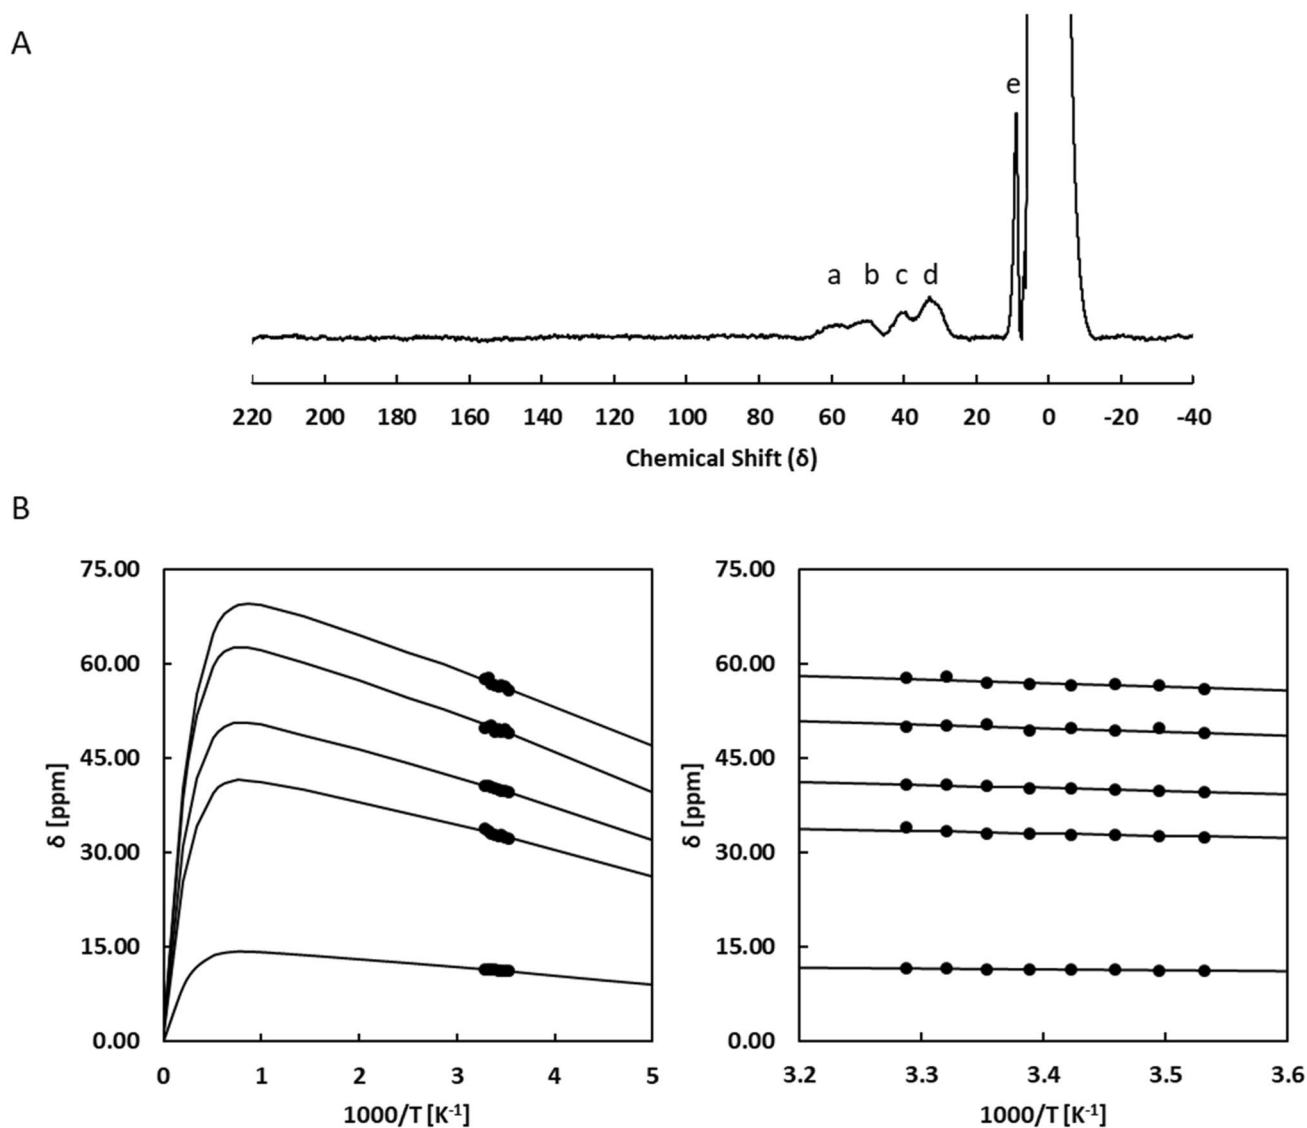 A
e
a b c d
220 200 180 160 140 120 100 80 60 40 20 0 -20 -40
Chemical Shift (δ)
B
75.00 75.00
60.00 60.00
45.00 45.00
δ [ppm] δ [ppm]
30.00 30.00
15.00 15.00
0.00 0.00
0 1 2 3 4 5 3.2 3.3 3.4 3.5 3.6
1000/T [K⁻¹] 1000/T [K⁻¹]